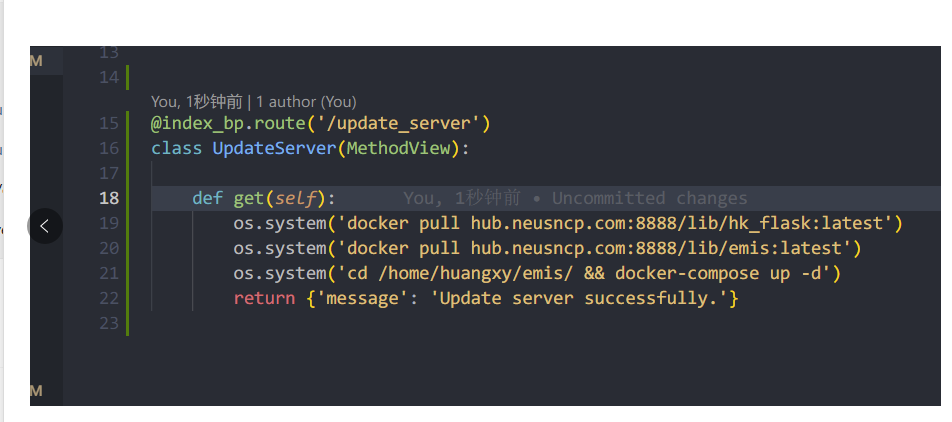 M
13
14
You, 1秒钟前 | 1 author (You)
15 @index_bp.route('/update_server')
16 class UpdateServer(MethodView):
17
18 def get(self): You, 1秒钟前 • Uncommitted changes
19 os.system('docker pull hub.neusncp.com:8888/lib/hk_flask:latest')
20 os.system('docker pull hub.neusncp.com:8888/lib/emis:latest')
21 os.system('cd /home/huangxy/emis/ && docker-compose up -d')
22 return {'message': 'Update server successfully.'}
23
M